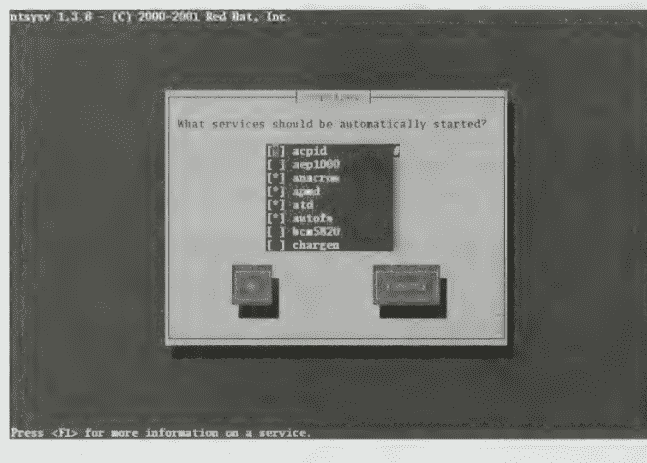 ntsysv 1.3.8 - (C) 2000-2001 Red Hat, Inc.
What services should be automatically started?
[ ] acpid
[ ] aep1000
[*] anacron
[*] apmd
[*] atd
[*] autofs
[ ] bcm5820
[ ] chargen
Press <F1> for more information on a service.